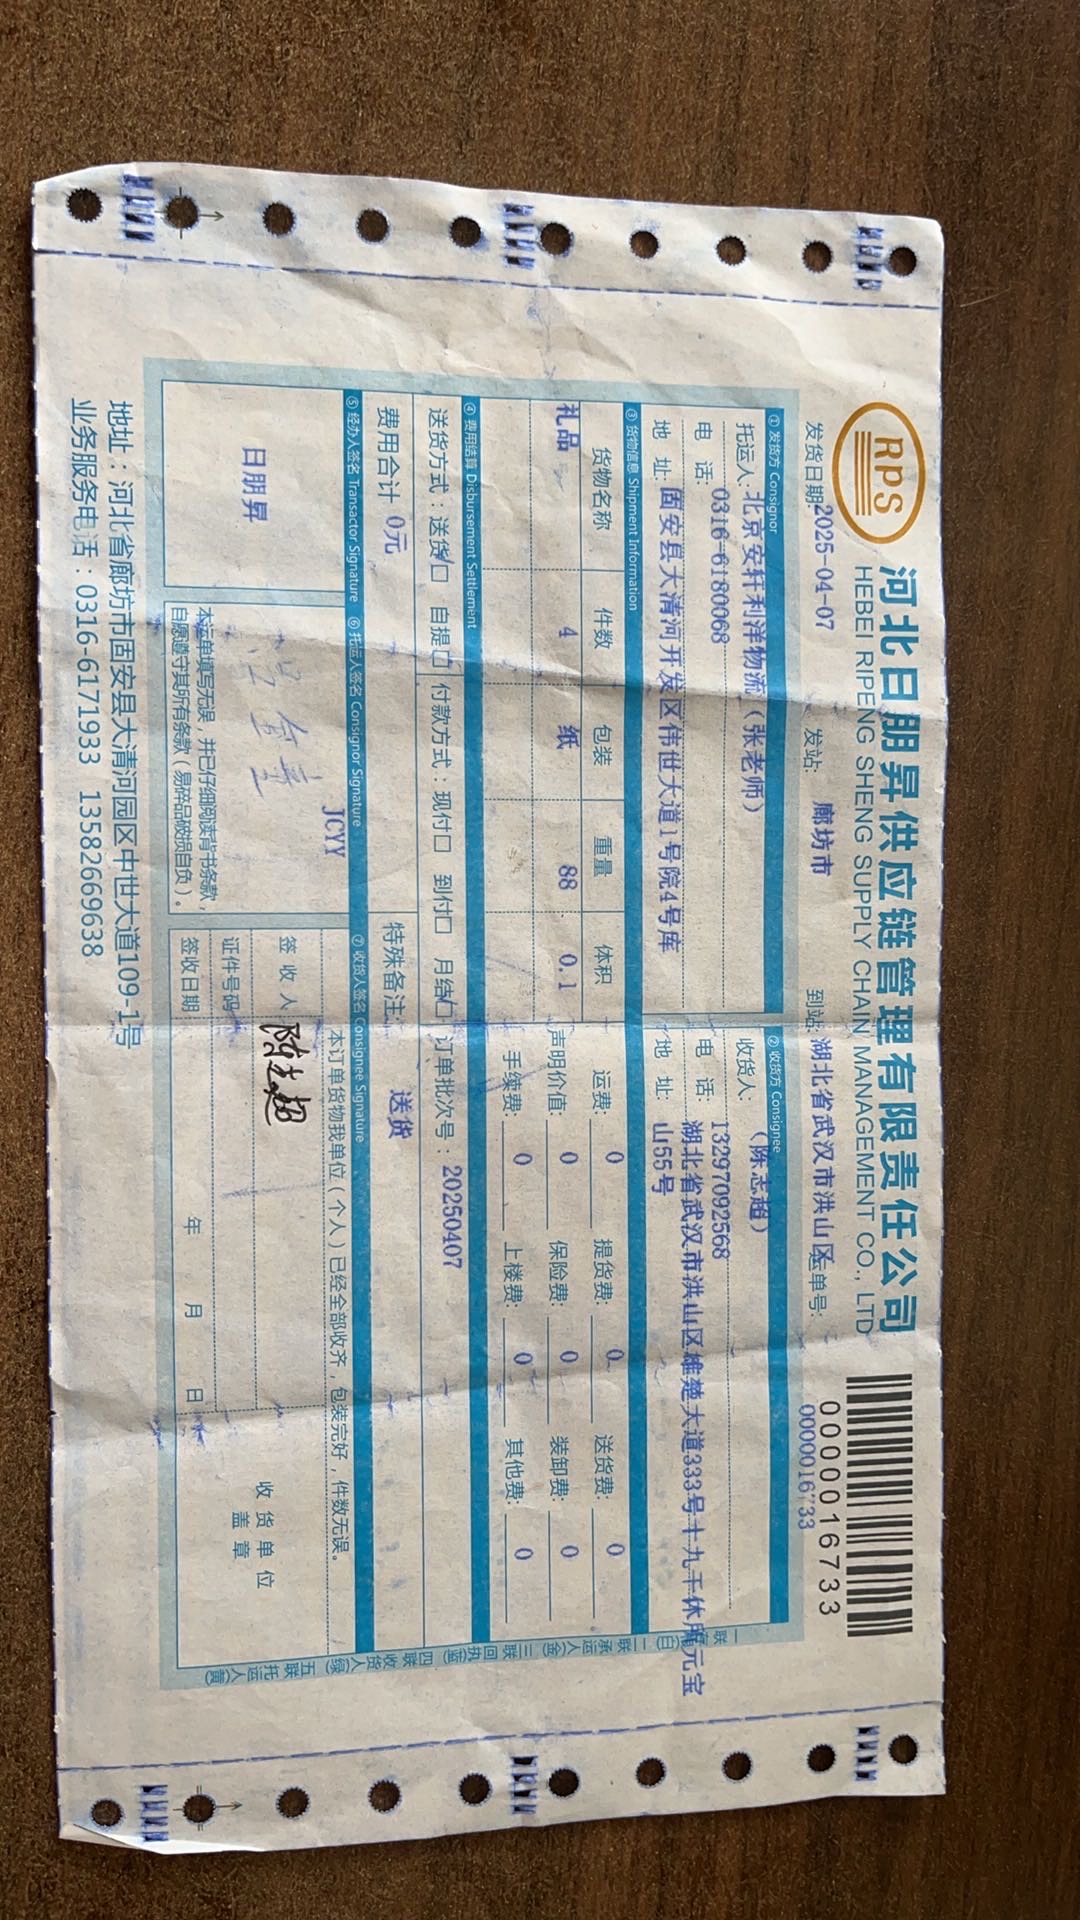 RPS
河北日朋昇供应链管理有限责任公司
HEBEI RIPENG SHENG SUPPLY CHAIN MANAGEMENT CO., LTD
0000016733
发货日期: 2025-04-07 发站: 廊坊市 到站: 湖北省武汉市洪山区 运单号: 0000016733
① 发货方 Consignor ② 收货方 Consignee
托运人: 北京安轩利洋物流（张老师） 收货人: （陈志超）
电 话: 0316-6180068 电 话: 13297092568
地 址: 固安县大清河开发区伟世大道1号院4号库 地 址: 湖北省武汉市洪山区雄楚大道333号十九千休闲元宝
山55号
③ 货物信息 Shipment Information
货物名称 件数 包装 重量 体积 运费: 0 提货费: 0 送货费: 0
礼品 4 纸 88 0.1 声明价值: 0 保险费: 0 装卸费: 0
手续费: 0 上楼费: 0 其他费: 0
④ 费用结算 Disbursement Settlement
送货方式: 送货☑ 自提□ 付款方式: 现付□ 到付□ 月结☑ 订单批次号: 20250407
费用合计 0元 特殊备注: 送货
⑤ 经办人签名 Transactor Signature ⑥ 托运人签名 Consignor Signature ⑦ 收货人签名 Consignee Signature
JCYY 本订单货物我单位（个人）已经全部收齐，包装完好，件数无误。
日朋昇 签 收 人 陈志超 收 货 单 位
证件号码 盖 章
本运单填写无误，并已仔细阅读背书条款， 签收日期 年 月 日
自愿遵守其所有条款（易碎品破损自负）。
地址：河北省廊坊市固安县大清河园区中世大道109-1号
业务服务电话：0316-6171933 13582669638